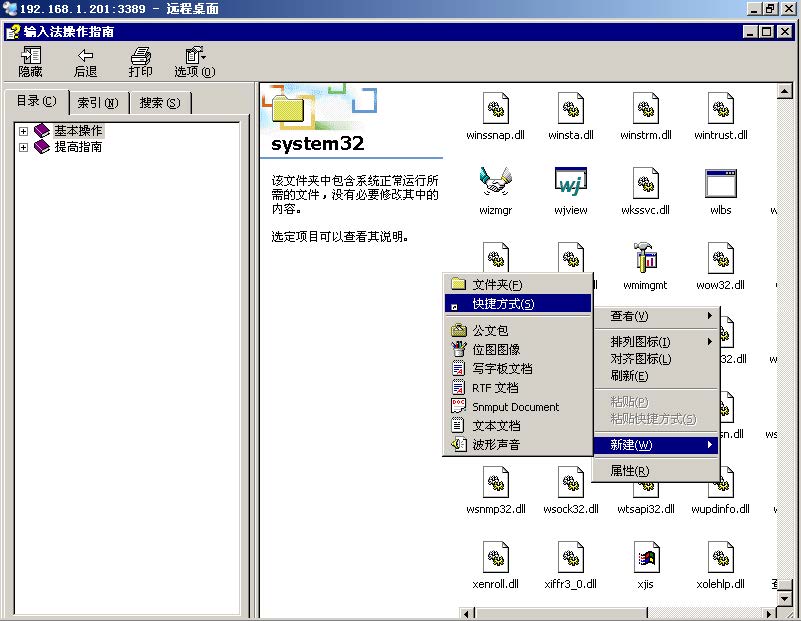 192.168.1.201:3389 - 远程桌面
输入法操作指南
隐藏 后退 打印 选项(O)
目录(C) 索引(N) 搜索(S)
基本操作
提高指南
system32
该文件夹中包含系统正常运行所
需的文件，没有必要修改其中的
内容。
选定项目可以查看其说明。
winssnap.dll winsta.dll winstrm.dll wintrust.dll
wizmgr wjview wkssvc.dll wlbs
wmimgmt wow32.dll
文件夹(F)
快捷方式(S)
公文包
位图图像
写字板文档
RTF 文档
Snmput Document
文本文档
波形声音
查看(V)
排列图标(I)
对齐图标(L)
刷新(E)
粘贴(P)
粘贴快捷方式(S)
新建(W)
属性(R)
32.dll
sn.dll
wsnmp32.dll wsock32.dll wtsapi32.dll wupdinfo.dll
xenroll.dll xiffr3_0.dll xjis xolehlp.dll